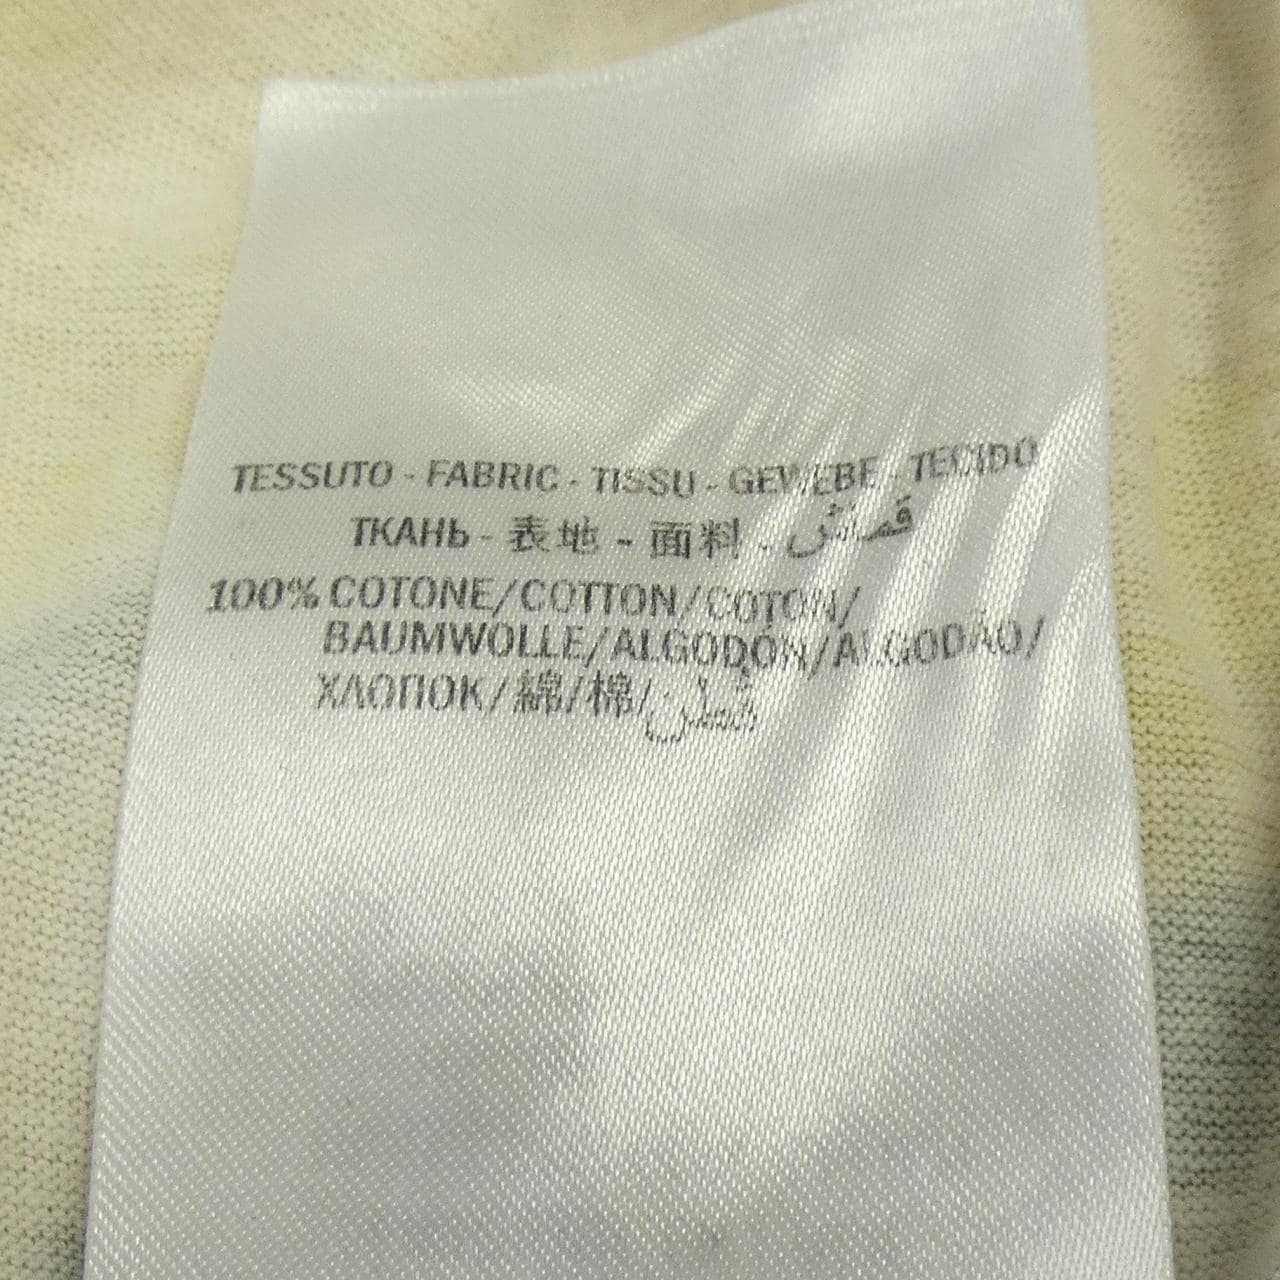 TESSUTO - FABRIC - TISSU - GEWEBE - TECIDO
ТКАНЬ - 表地 - 面料 - قماش
100% COTONE/COTTON/COTON/
BAUMWOLLE/ALGODÓN/ALGODÃO/
ХЛОПОК/綿/棉/قطن